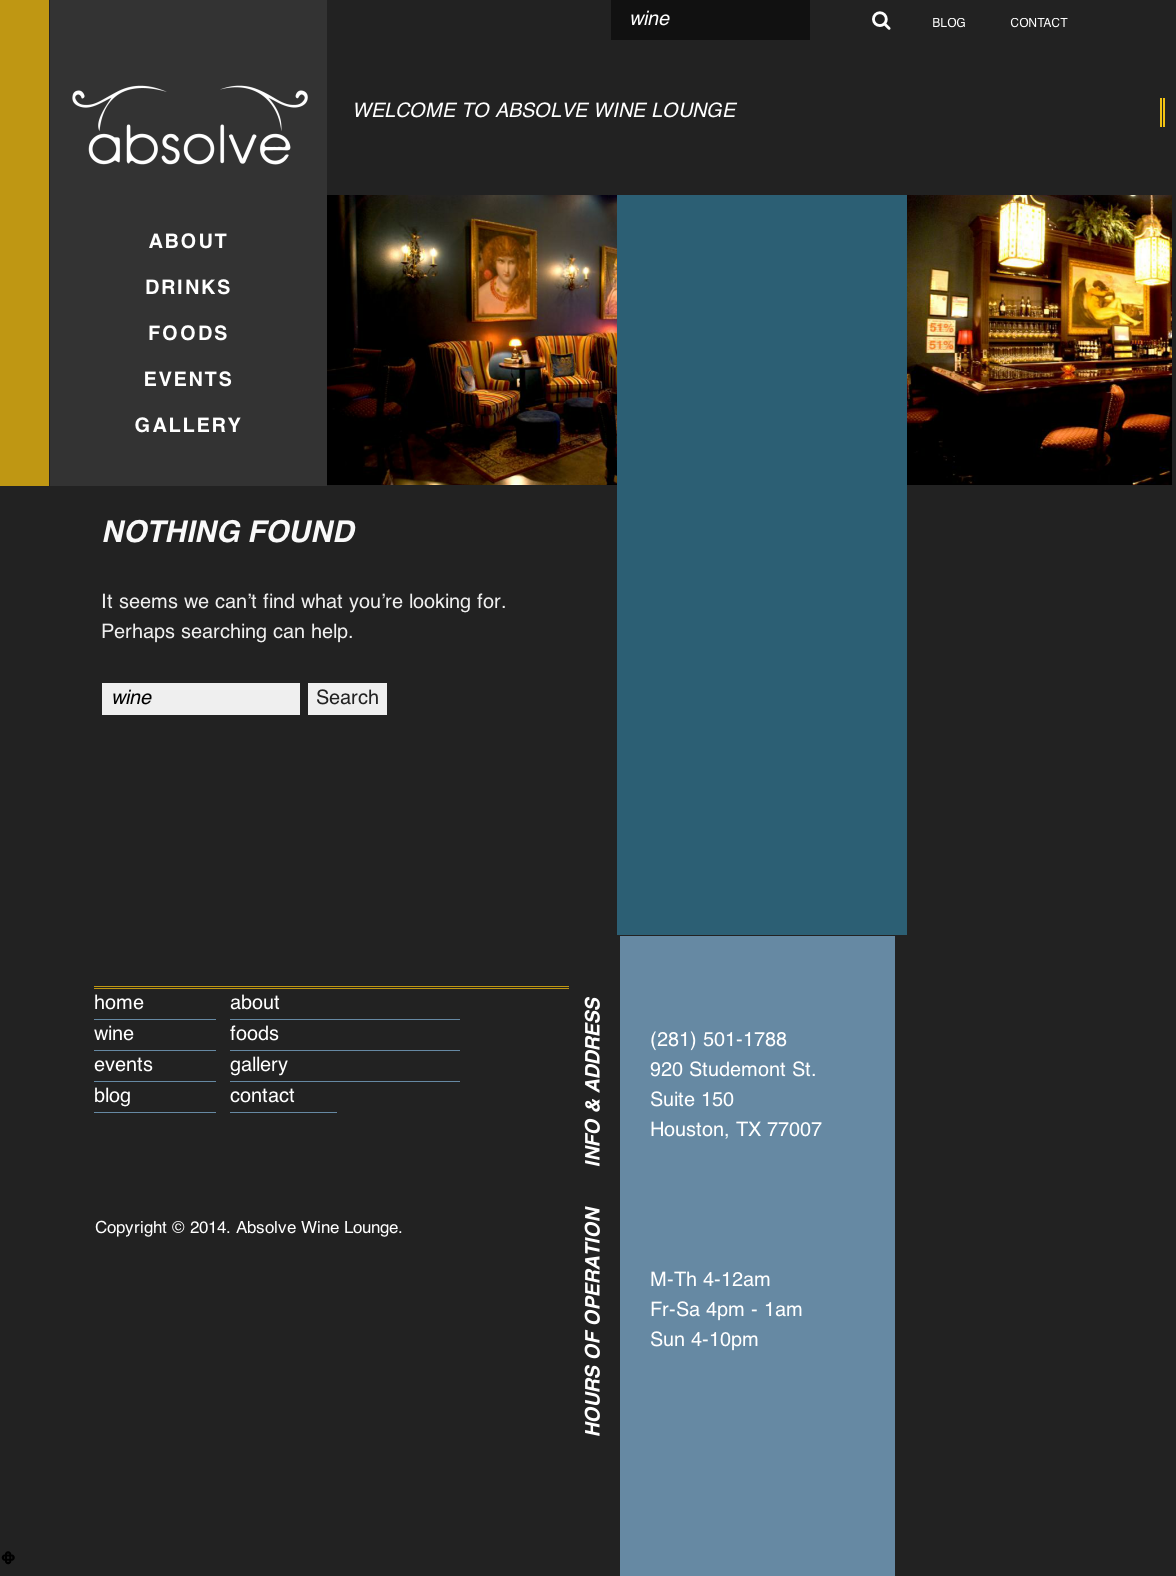 wine
BLOG
CONTACT
absolve
WELCOME TO ABSOLVE WINE LOUNGE
ABOUT
DRINKS
FOODS
EVENTS
GALLERY
51%
51%
NOTHING FOUND
It seems we can’t find what you’re looking for.
Perhaps searching can help.
wine
Search
home
about
wine
foods
events
gallery
blog
contact
Copyright © 2014. Absolve Wine Lounge.
INFO & ADDRESS
(281) 501-1788
920 Studemont St.
Suite 150
Houston, TX 77007
HOURS OF OPERATION
M-Th 4-12am
Fr-Sa 4pm - 1am
Sun 4-10pm